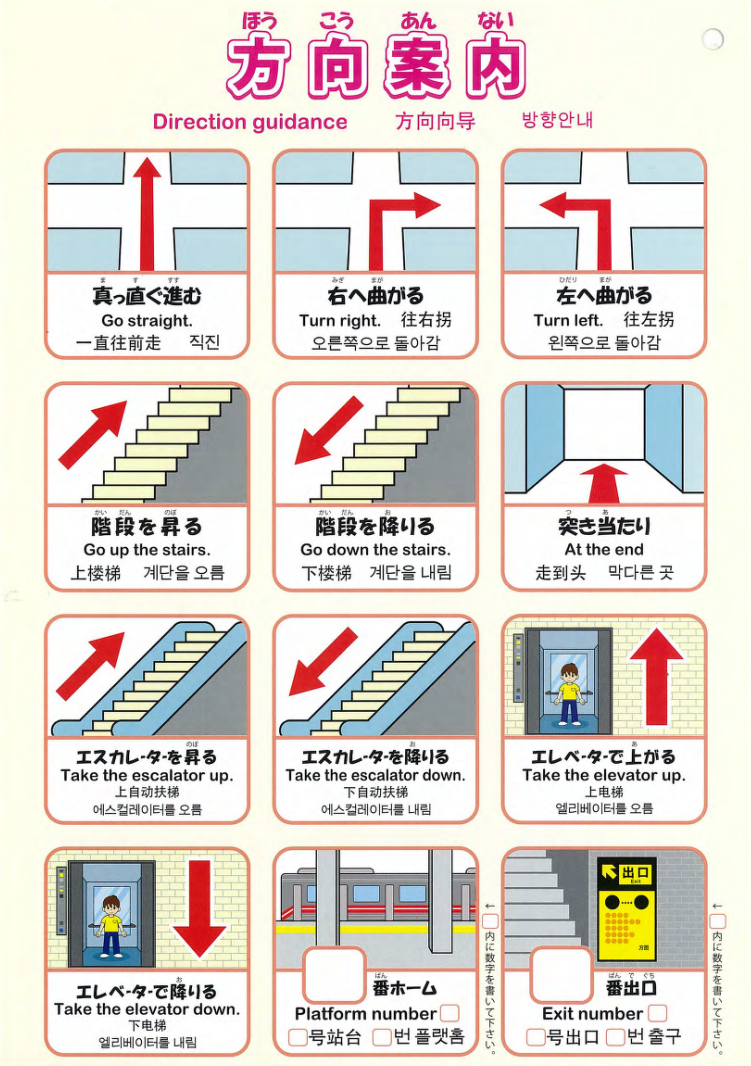 ほう こう あん ない
方向案内
Direction guidance 方向向导 방향안내
ま す すす
真っ直ぐ進む
Go straight.
一直往前走 직진
みぎ まが
右へ曲がる
Turn right. 往右拐
오른쪽으로 돌아감
ひだり まが
左へ曲がる
Turn left. 往左拐
왼쪽으로 돌아감
かい だん のぼ
階段を昇る
Go up the stairs.
上楼梯 계단을 오름
かい だん お
階段を降りる
Go down the stairs.
下楼梯 계단을 내림
つ あ
突き当たり
At the end
走到头 막다른 곳
のぼ
エスカレーターを昇る
Take the escalator up.
上自动扶梯
에스컬레이터를 오름
お
エスカレーターを降りる
Take the escalator down.
下自动扶梯
에스컬레이터를 내림
あ
エレベーターで上がる
Take the elevator up.
上电梯
엘리베이터를 오름
お
エレベーターで降りる
Take the elevator down.
下电梯
엘리베이터를 내림
ばん
番ホーム
Platform number
号站台 번 플랫홈
←□内に数字を書いて下さい。
出口
Exit
方面
ばん で ぐち
番出口
Exit number
号出口 번 출구
←□内に数字を書いて下さい。